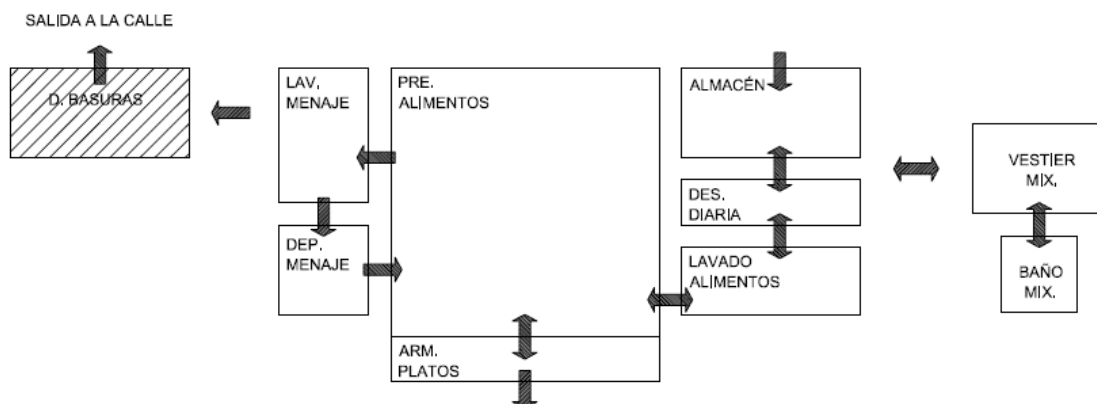 SALIDA A LA CALLE
D. BASURAS
LAV.
MENAJE
PRE.
ALIMENTOS
ALMACÉN
DES.
DIARIA
VESTIER
MIX.
DEP.
MENAJE
LAVADO
ALIMENTOS
BAÑO
MIX.
ARM.
PLATOS